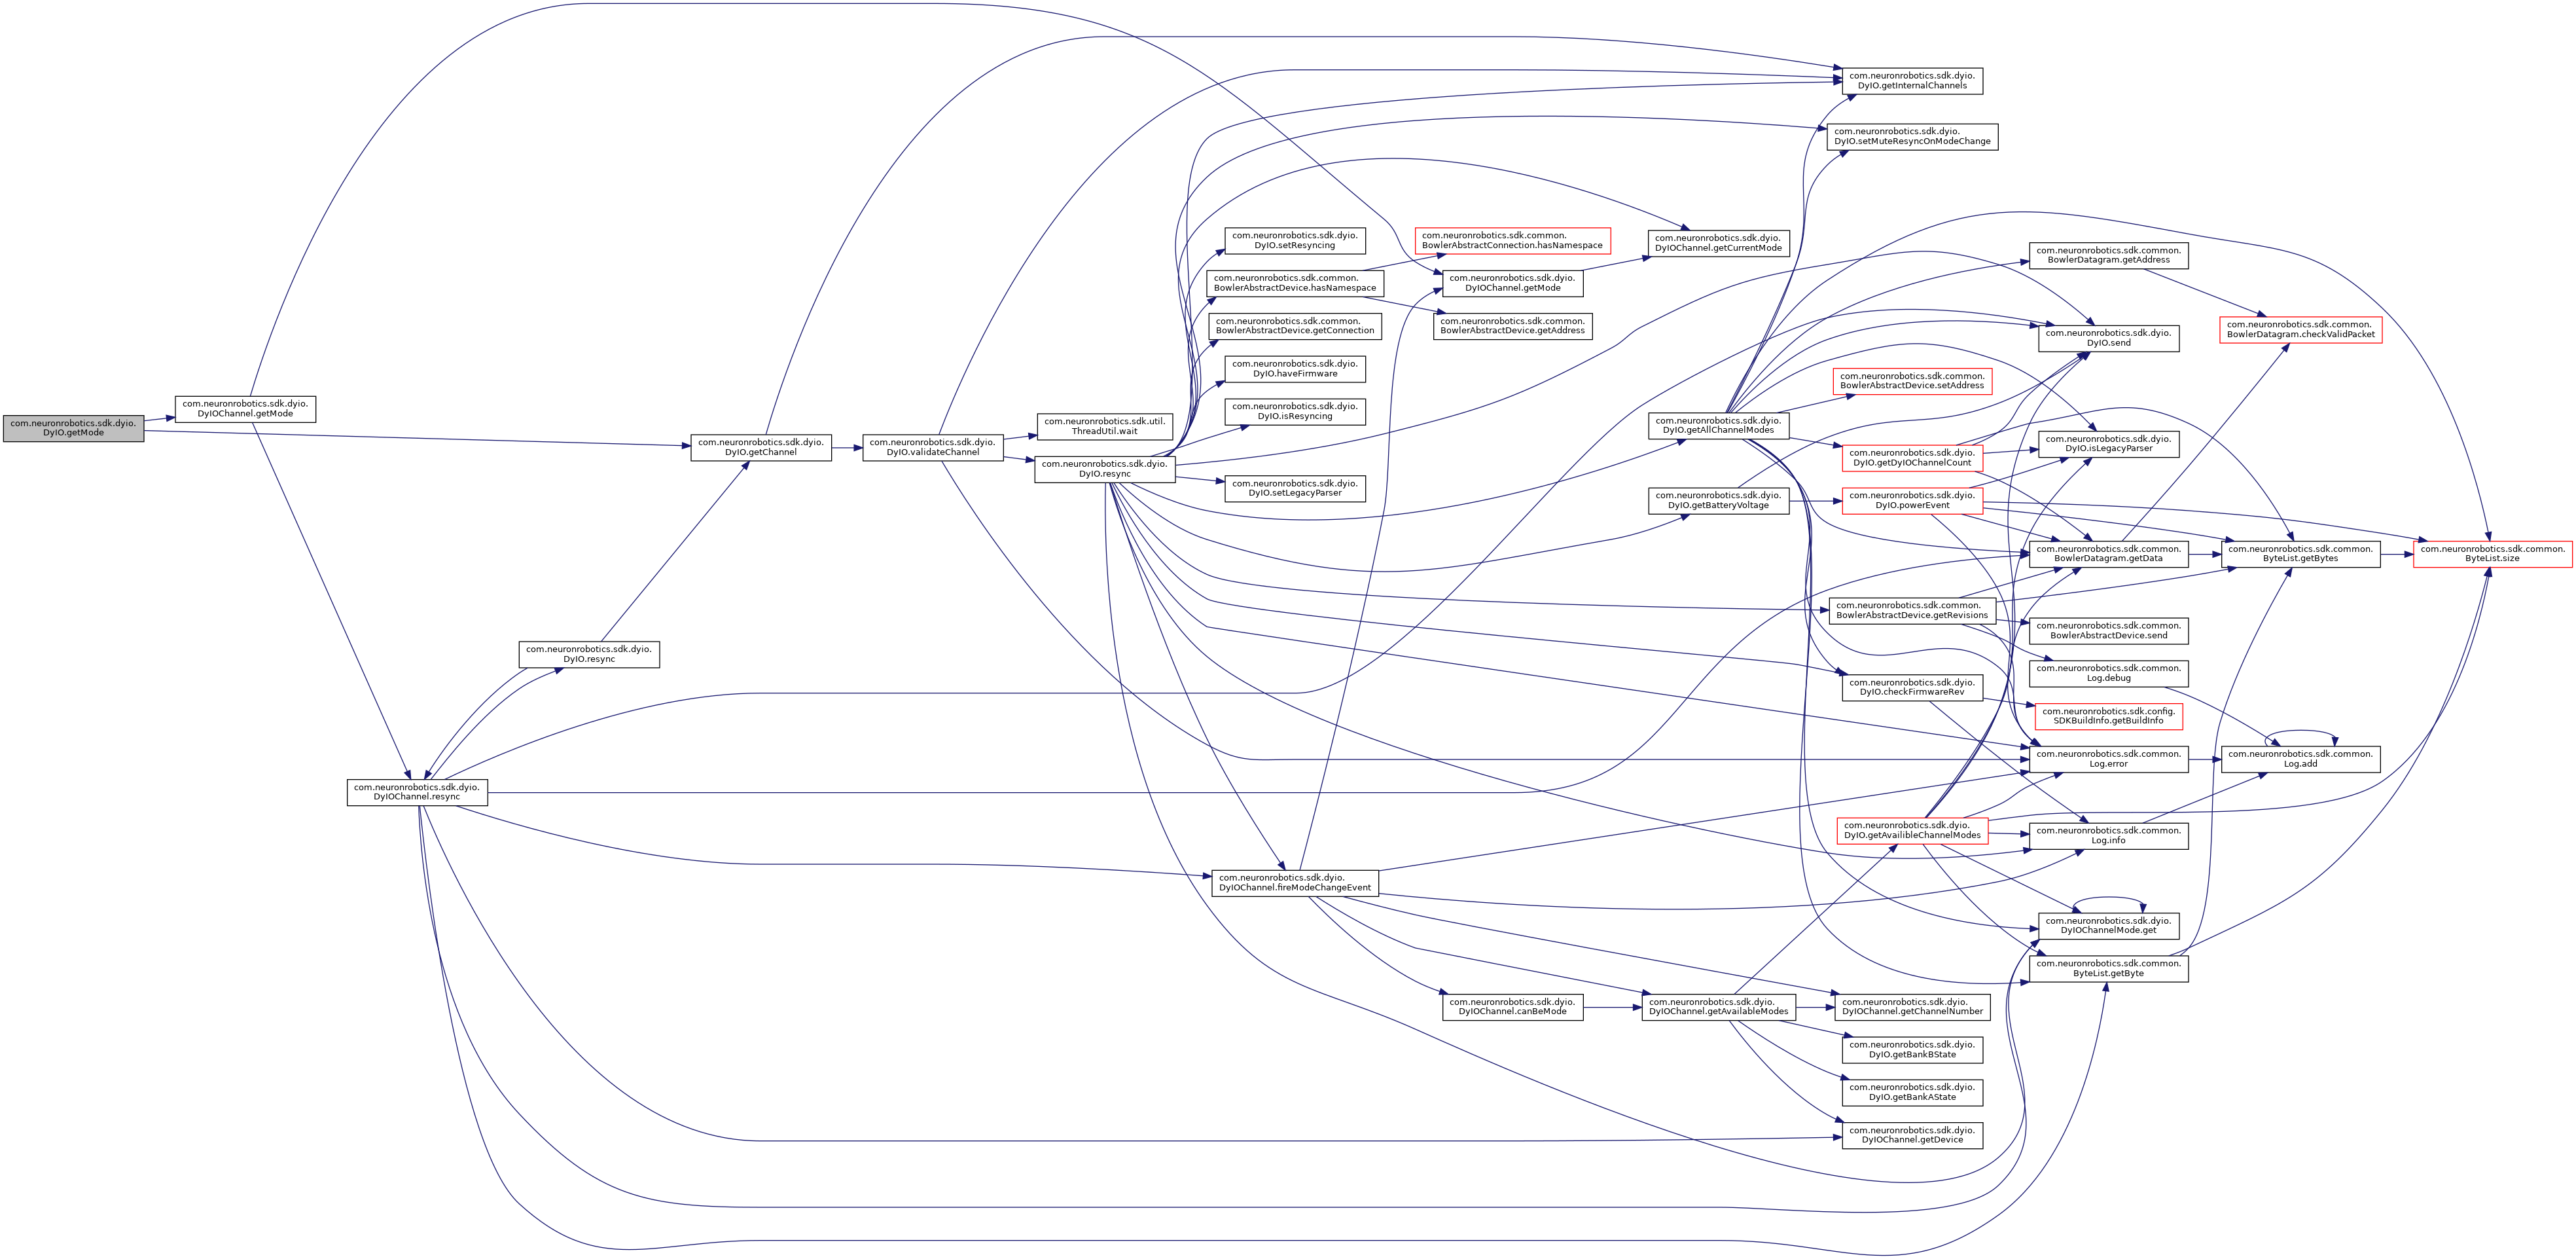 com.neuronrobotics.sdk.dyio.
DyIO.getMode
com.neuronrobotics.sdk.dyio.
DyIOChannel.getMode
com.neuronrobotics.sdk.dyio.
DyIOChannel.resync
com.neuronrobotics.sdk.dyio.
DyIO.resync
com.neuronrobotics.sdk.dyio.
DyIO.getChannel
com.neuronrobotics.sdk.dyio.
DyIO.validateChannel
com.neuronrobotics.sdk.util.
ThreadUtil.wait
com.neuronrobotics.sdk.dyio.
DyIO.resync
com.neuronrobotics.sdk.dyio.
DyIO.setResyncing
com.neuronrobotics.sdk.common.
BowlerAbstractDevice.hasNamespace
com.neuronrobotics.sdk.common.
BowlerAbstractDevice.getConnection
com.neuronrobotics.sdk.dyio.
DyIO.haveFirmware
com.neuronrobotics.sdk.dyio.
DyIO.isResyncing
com.neuronrobotics.sdk.dyio.
DyIO.setLegacyParser
com.neuronrobotics.sdk.dyio.
DyIOChannel.fireModeChangeEvent
com.neuronrobotics.sdk.common.
BowlerAbstractConnection.hasNamespace
com.neuronrobotics.sdk.dyio.
DyIOChannel.getMode
com.neuronrobotics.sdk.common.
BowlerAbstractDevice.getAddress
com.neuronrobotics.sdk.dyio.
DyIOChannel.canBeMode
com.neuronrobotics.sdk.dyio.
DyIOChannel.getCurrentMode
com.neuronrobotics.sdk.dyio.
DyIO.getAllChannelModes
com.neuronrobotics.sdk.dyio.
DyIO.getBatteryVoltage
com.neuronrobotics.sdk.dyio.
DyIOChannel.getAvailableModes
com.neuronrobotics.sdk.dyio.
DyIO.getInternalChannels
com.neuronrobotics.sdk.dyio.
DyIO.setMuteResyncOnModeChange
com.neuronrobotics.sdk.common.
BowlerAbstractDevice.setAddress
com.neuronrobotics.sdk.dyio.
DyIO.getDyIOChannelCount
com.neuronrobotics.sdk.dyio.
DyIO.powerEvent
com.neuronrobotics.sdk.common.
BowlerAbstractDevice.getRevisions
com.neuronrobotics.sdk.dyio.
DyIO.checkFirmwareRev
com.neuronrobotics.sdk.dyio.
DyIO.getAvailibleChannelModes
com.neuronrobotics.sdk.dyio.
DyIOChannel.getChannelNumber
com.neuronrobotics.sdk.dyio.
DyIO.getBankBState
com.neuronrobotics.sdk.dyio.
DyIO.getBankAState
com.neuronrobotics.sdk.dyio.
DyIOChannel.getDevice
com.neuronrobotics.sdk.common.
BowlerDatagram.getAddress
com.neuronrobotics.sdk.dyio.
DyIO.send
com.neuronrobotics.sdk.dyio.
DyIO.isLegacyParser
com.neuronrobotics.sdk.common.
BowlerDatagram.getData
com.neuronrobotics.sdk.common.
BowlerAbstractDevice.send
com.neuronrobotics.sdk.common.
Log.debug
com.neuronrobotics.sdk.config.
SDKBuildInfo.getBuildInfo
com.neuronrobotics.sdk.common.
Log.error
com.neuronrobotics.sdk.common.
Log.info
com.neuronrobotics.sdk.dyio.
DyIOChannelMode.get
com.neuronrobotics.sdk.common.
ByteList.getByte
com.neuronrobotics.sdk.common.
BowlerDatagram.checkValidPacket
com.neuronrobotics.sdk.common.
ByteList.getBytes
com.neuronrobotics.sdk.common.
Log.add
com.neuronrobotics.sdk.common.
ByteList.size